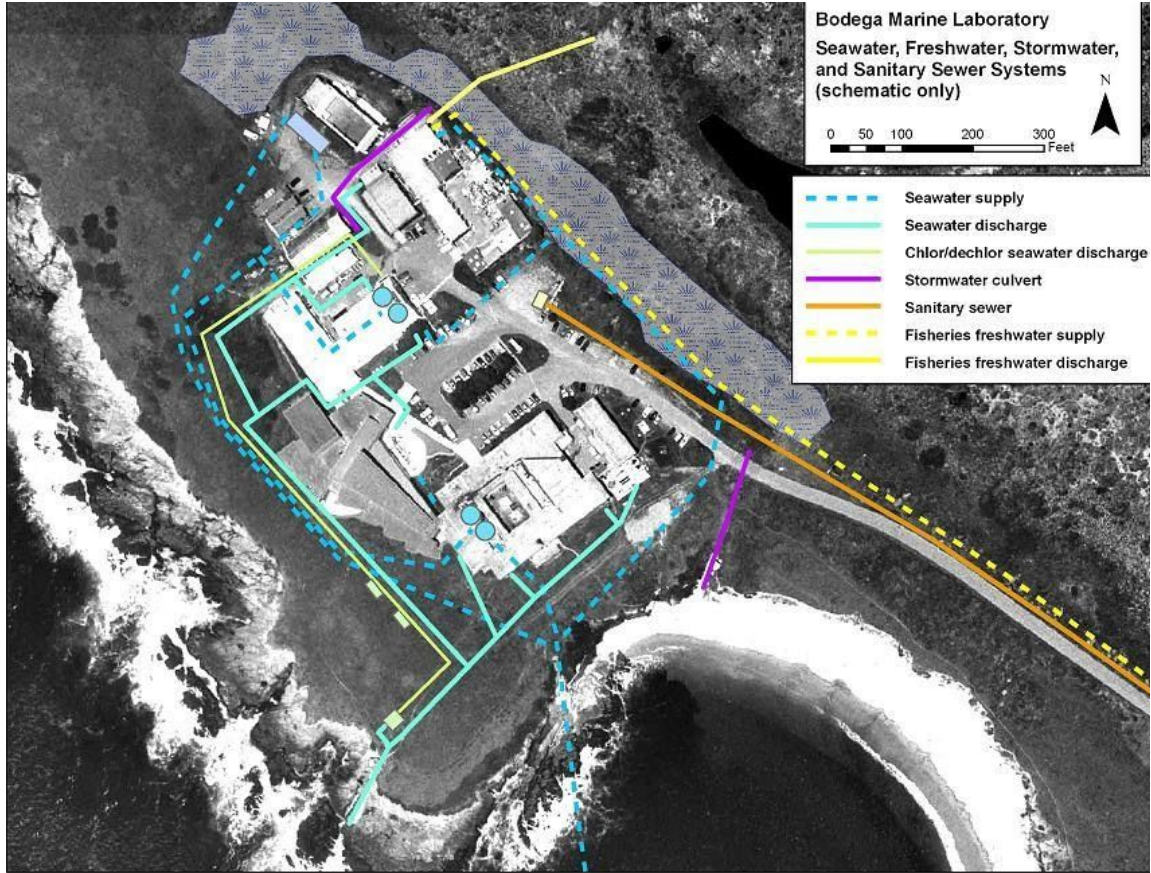 Bodega Marine Laboratory
Seawater, Freshwater, Stormwater,
and Sanitary Sewer Systems
(schematic only)
N
0 50 100 200 300
Feet
Seawater supply
Seawater discharge
Chlor/dechlor seawater discharge
Stormwater culvert
Sanitary sewer
Fisheries freshwater supply
Fisheries freshwater discharge